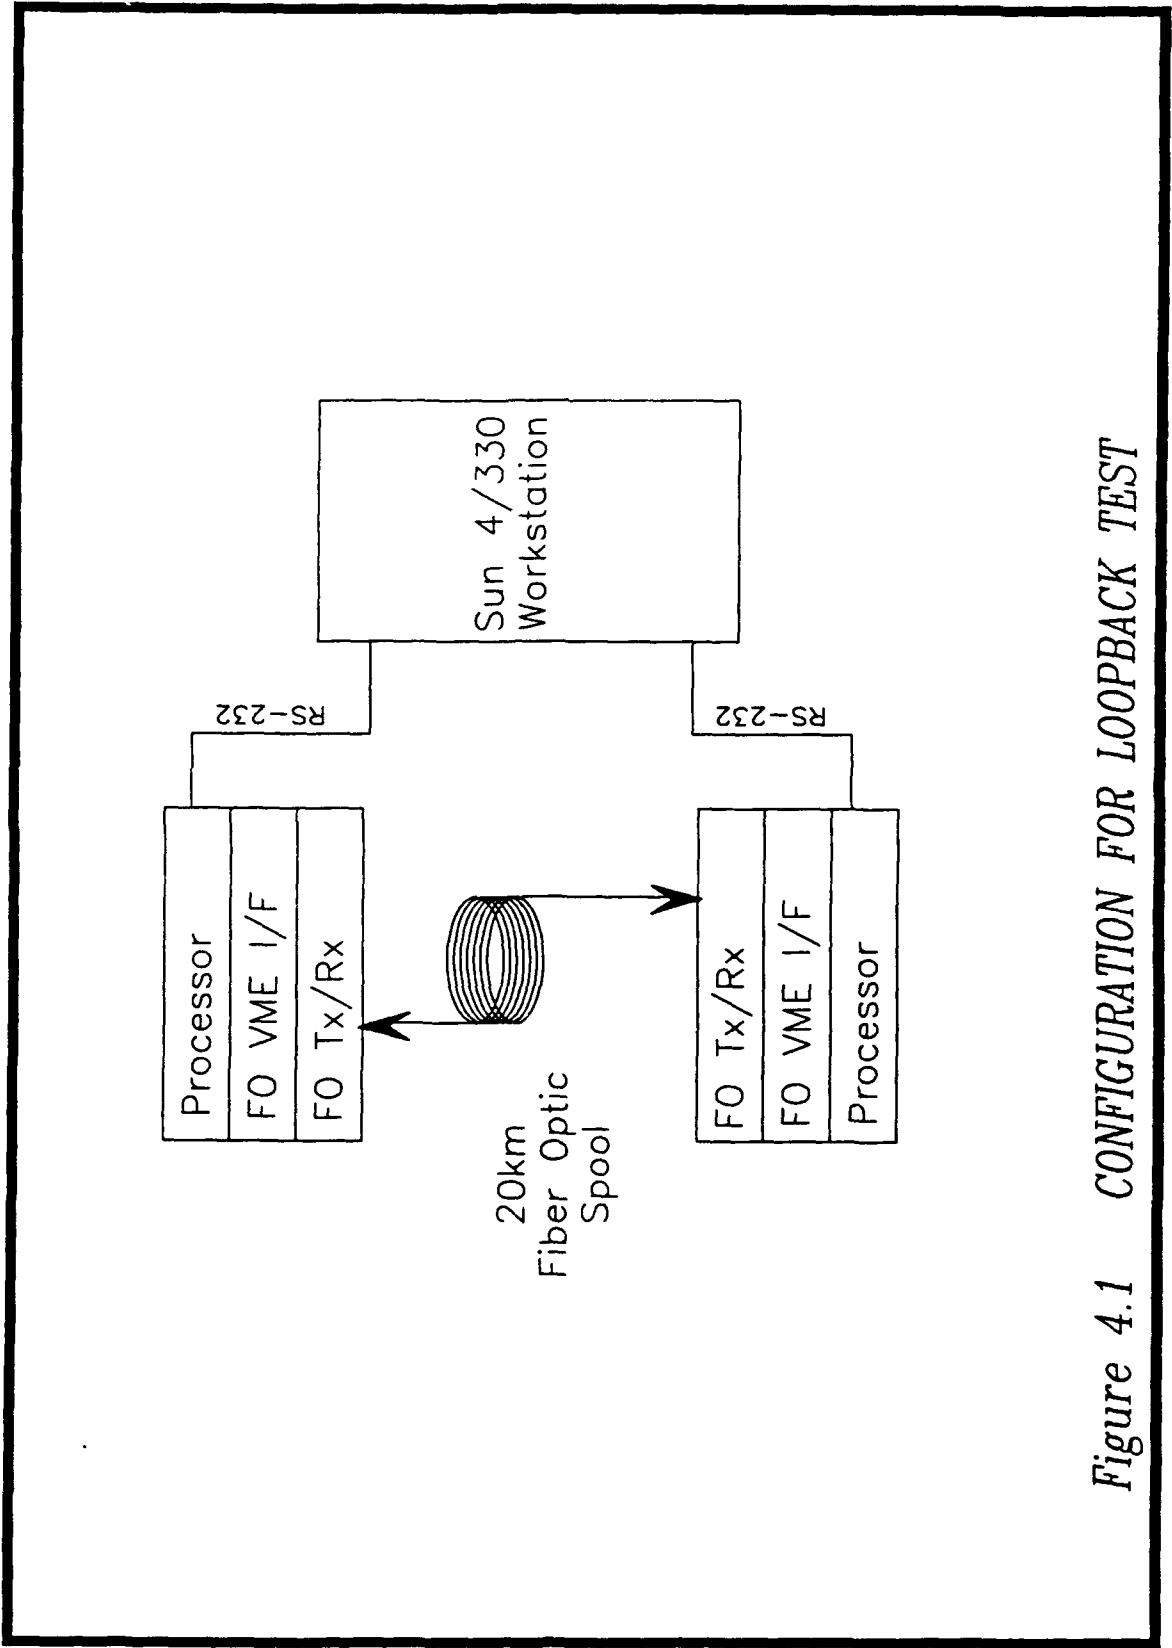 Processor
FO VME I/F
FO Tx/Rx
RS-232
20km
Fiber Optic
Spool
Sun 4/330
Workstation
RS-232
FO Tx/Rx
FO VME I/F
Processor
Figure 4.1 CONFIGURATION FOR LOOPBACK TEST